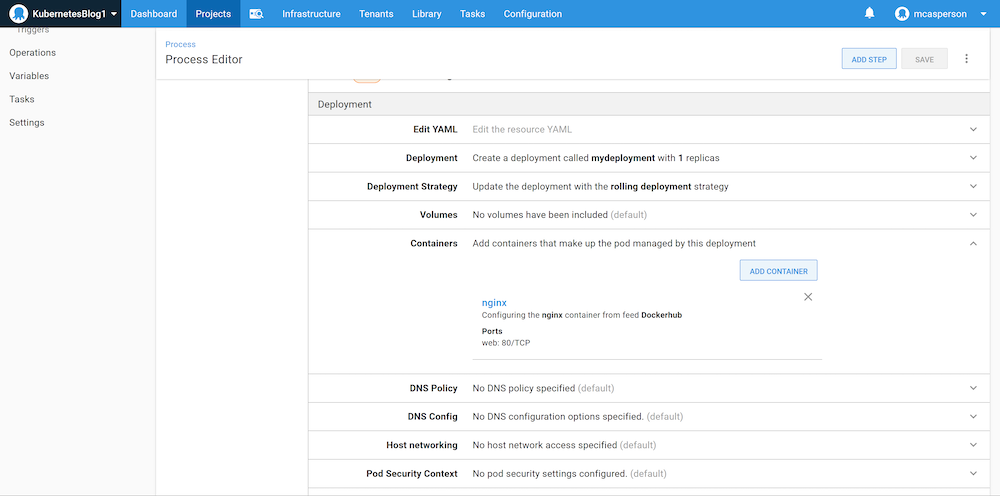 KubernetesBlog1 Dashboard Projects Infrastructure Tenants Library Tasks Configuration mcasperson
Triggers
Operations
Variables
Tasks
Settings
Process
Process Editor
ADD STEP SAVE
Deployment
Edit YAML Edit the resource YAML
Deployment Create a deployment called mydeployment with 1 replicas
Deployment Strategy Update the deployment with the rolling deployment strategy
Volumes No volumes have been included (default)
Containers Add containers that make up the pod managed by this deployment
ADD CONTAINER
nginx
Configuring the nginx container from feed Dockerhub
Ports
web: 80/TCP
DNS Policy No DNS policy specified (default)
DNS Config No DNS configuration options specified. (default)
Host networking No host network access specified (default)
Pod Security Context No pod security settings configured. (default)